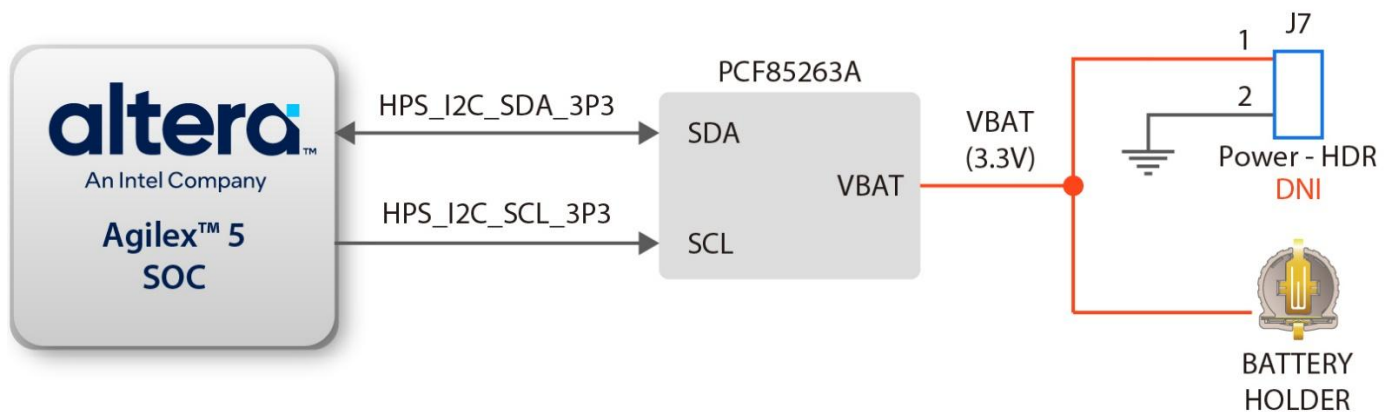 altera™
An Intel Company
Agilex™ 5
SOC
HPS_I2C_SDA_3P3
HPS_I2C_SCL_3P3
PCF85263A
SDA
VBAT
SCL
VBAT
(3.3V)
J7
1
2
Power - HDR
DNI
BATTERY
HOLDER